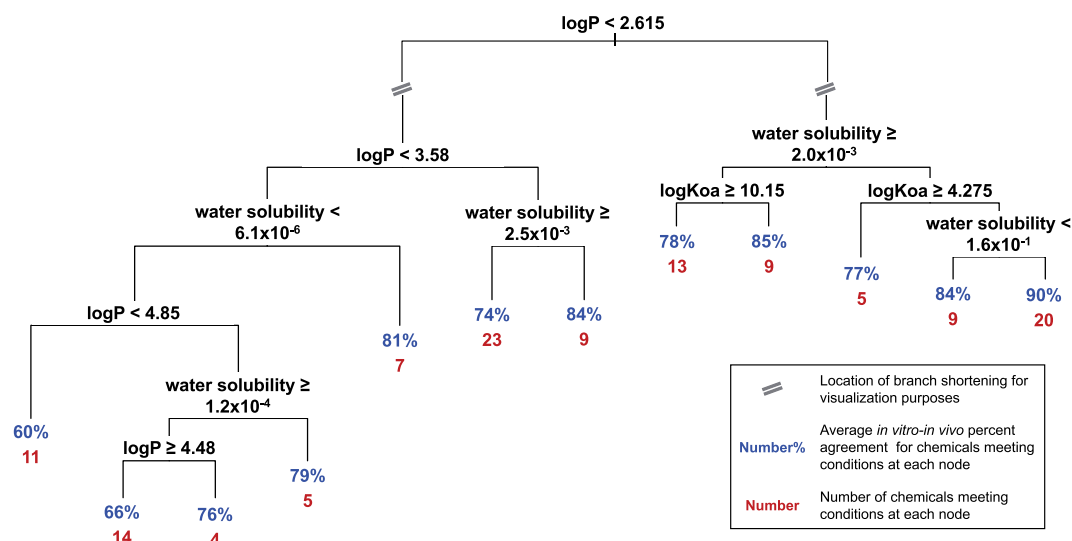 logP < 2.615
water solubility ≥
2.0x10⁻³
logP < 3.58
logKoa ≥ 10.15
logKoa ≥ 4.275
water solubility <
6.1x10⁻⁶
water solubility ≥
2.5x10⁻³
water solubility <
1.6x10⁻¹
78%
13
85%
9
77%
5
84%
9
90%
20
logP < 4.85
74%
23
84%
9
81%
7
water solubility ≥
1.2x10⁻⁴
60%
11
logP ≥ 4.48
79%
5
66%
14
76%
4
Location of branch shortening for
visualization purposes
Number%
Average in vitro-in vivo percent
agreement for chemicals meeting
conditions at each node
Number
Number of chemicals meeting
conditions at each node